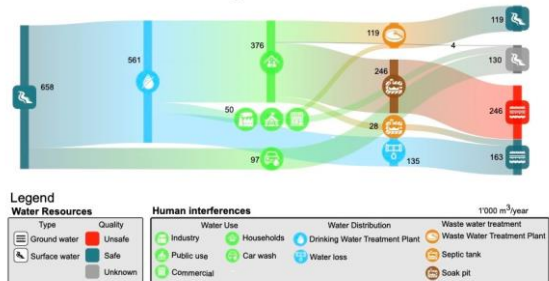 119
119
376
4
561
130
658
246
246
50
28
97
135
163
Legend
Water Resources
Human interferences
1'000 m³/year
Type
Quality
Water Use
Water Distribution
Waste water treatment
Ground water
Unsafe
Industry
Households
Drinking Water Treatment Plant
Waste Water Treatment Plant
Surface water
Safe
Public use
Car wash
Water loss
Septic tank
Unknown
Commercial
Soak pit